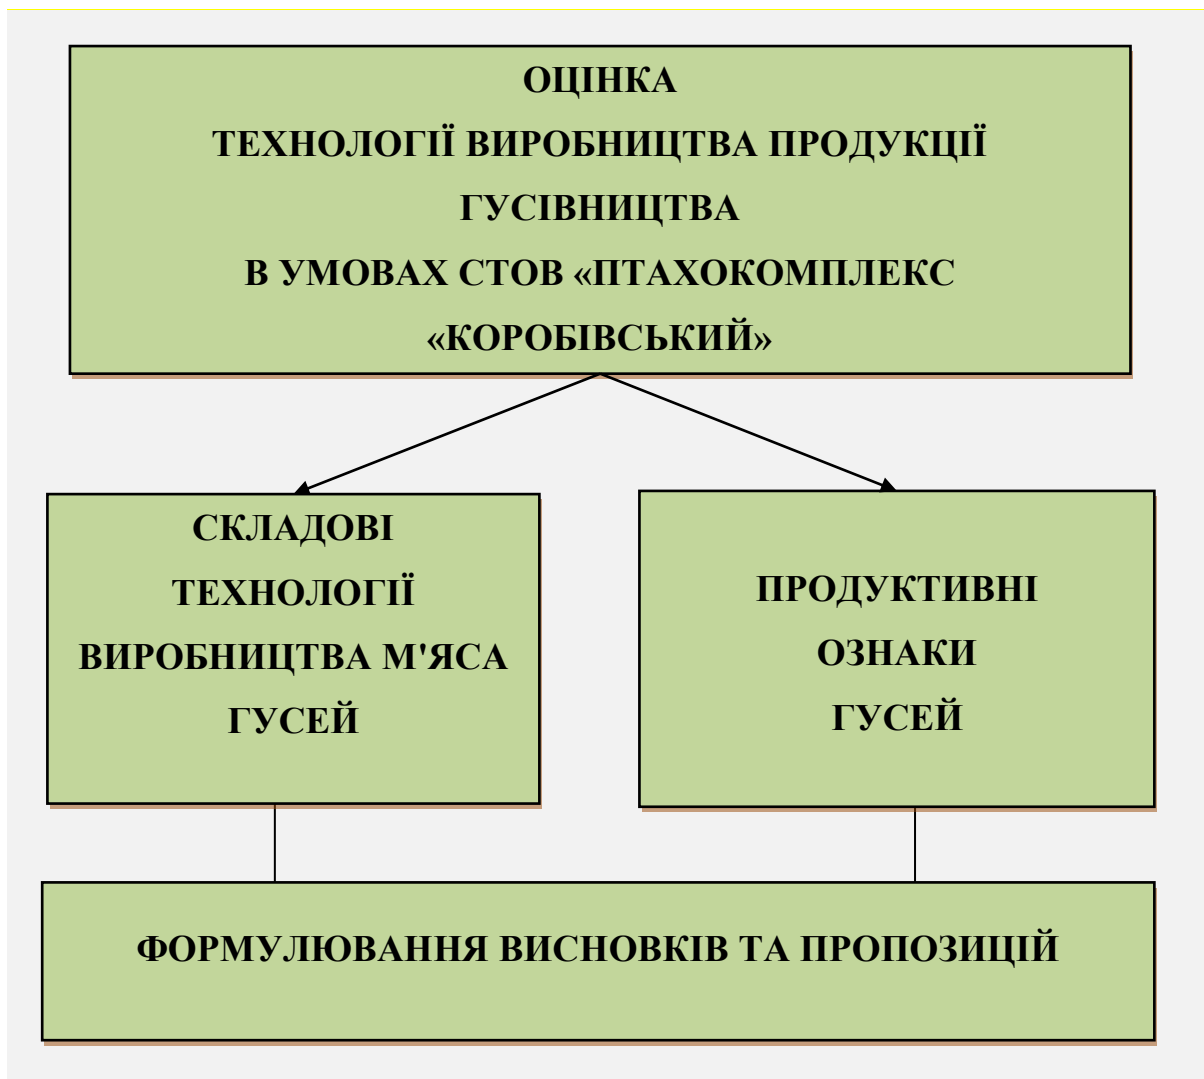 ОЦІНКА
ТЕХНОЛОГІЇ ВИРОБНИЦТВА ПРОДУКЦІЇ
ГУСІВНИЦТВА
В УМОВАХ СТОВ «ПТАХОКОМПЛЕКС
«КОРОБІВСЬКИЙ»
СКЛАДОВІ
ТЕХНОЛОГІЇ
ВИРОБНИЦТВА М'ЯСА
ГУСЕЙ
ПРОДУКТИВНІ
ОЗНАКИ
ГУСЕЙ
ФОРМУЛЮВАННЯ ВИСНОВКІВ ТА ПРОПОЗИЦІЙ